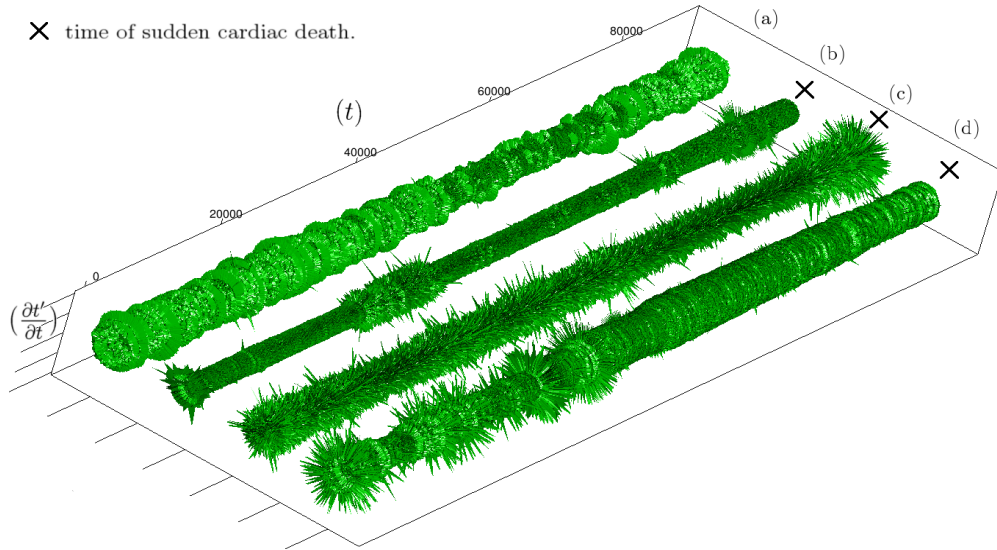 ✕ time of sudden cardiac death.
(a)
(b)
(c)
(d)
80000
60000
(t)
40000
20000
0
(∂t′/∂t)